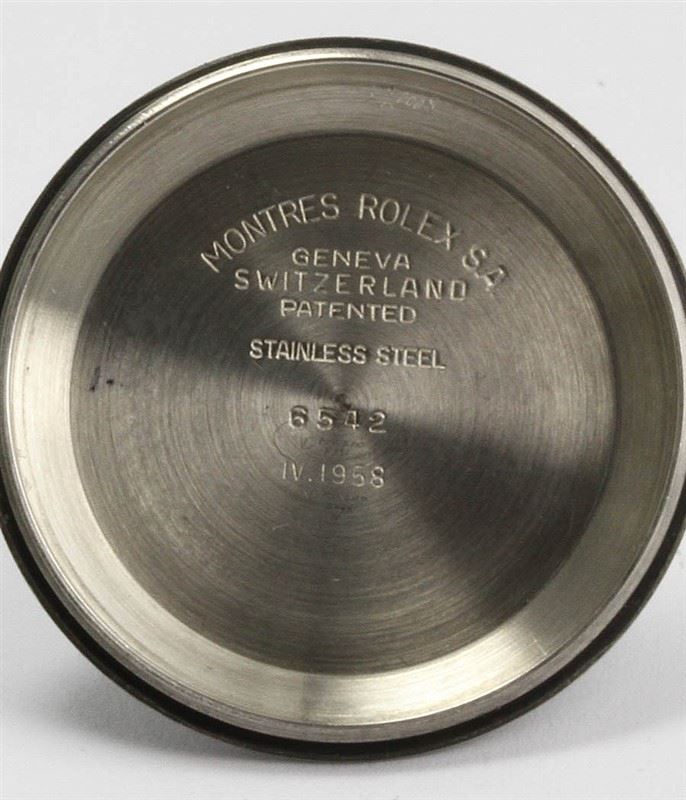 MONTRES ROLEX S.A.
GENEVA
SWITZERLAND
PATENTED
STAINLESS STEEL
6542
IV.1958